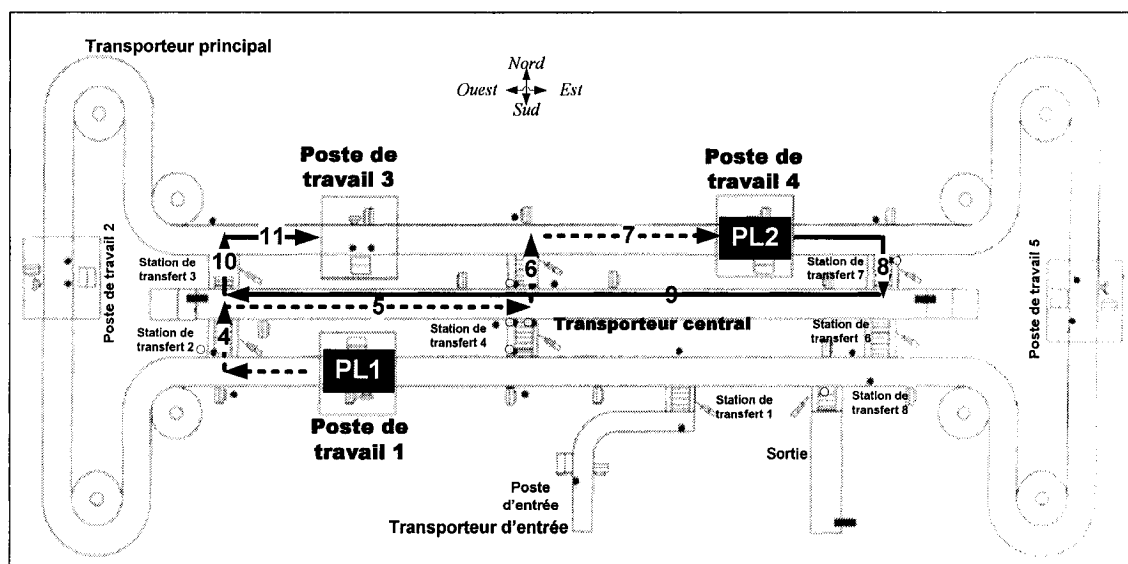 Transporteur principal
Nord
Ouest
Est
Sud
Poste de
travail 3
Poste de
travail 4
11
7
PL2
Poste de travail 2
Station de
transfert 3
10
6
Station de
transfert 7
8
Poste de travail 5
9
5
Transporteur central
Station de
transfert 2
4
Station de
transfert 4
Station de
transfert 6
PL1
Station de
transfert 1
Station de
transfert 8
Poste de
travail 1
Sortie
Poste
d'entrée
Transporteur d'entrée